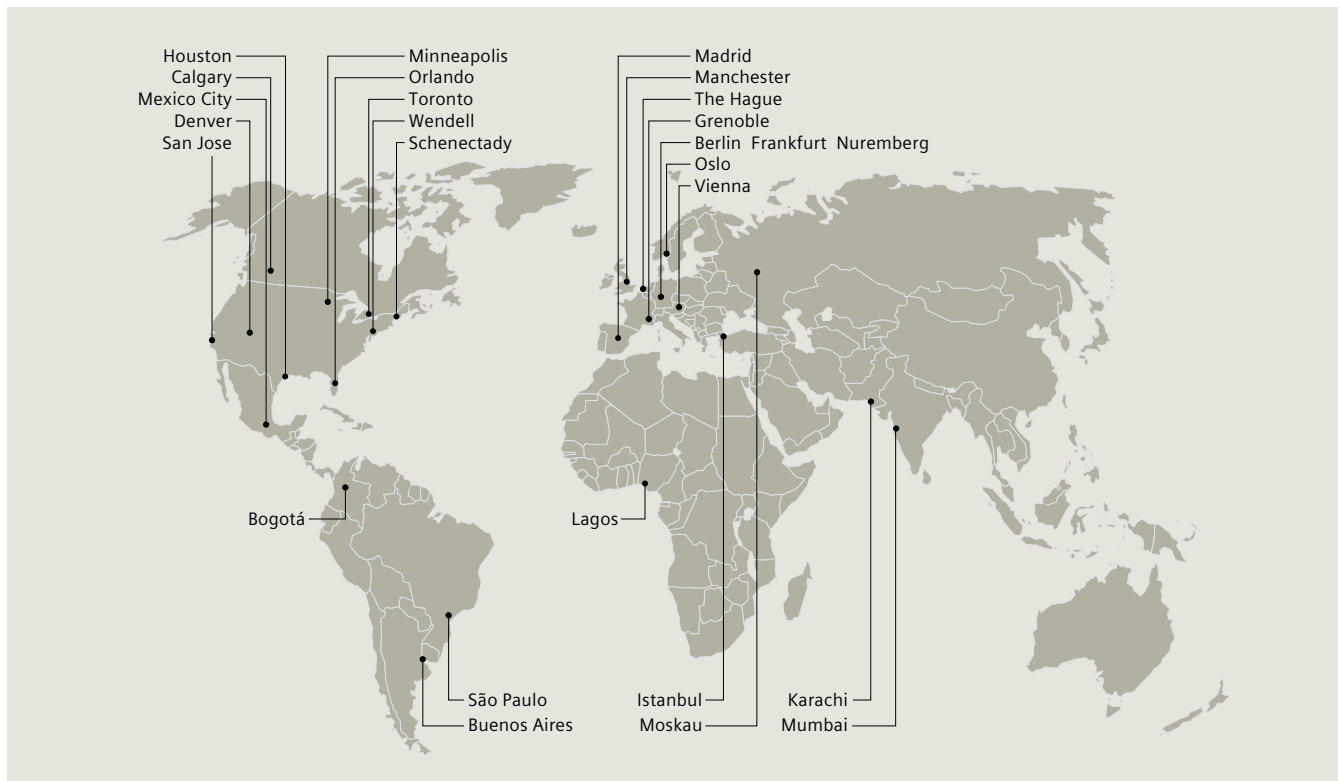 Houston
Calgary
Mexico City
Denver
San Jose
Minneapolis
Orlando
Toronto
Wendell
Schenectady
Madrid
Manchester
The Hague
Grenoble
Berlin Frankfurt Nuremberg
Oslo
Vienna
Bogotá
Lagos
São Paulo
Buenos Aires
Istanbul
Moskau
Karachi
Mumbai